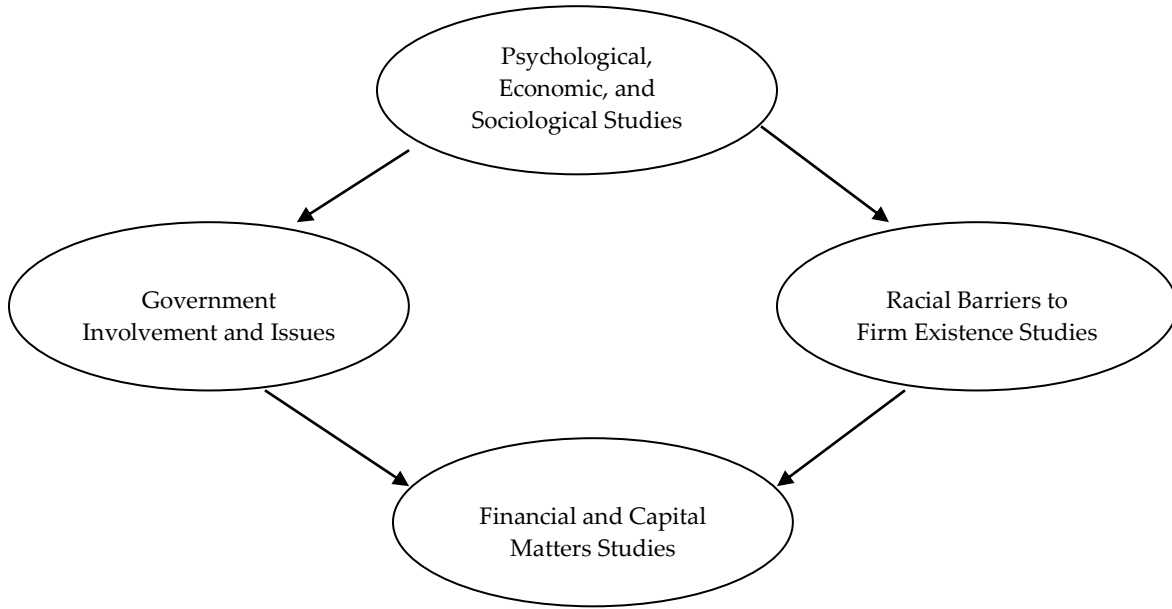 Psychological,
Economic, and
Sociological Studies
Government
Involvement and Issues
Racial Barriers to
Firm Existence Studies
Financial and Capital
Matters Studies